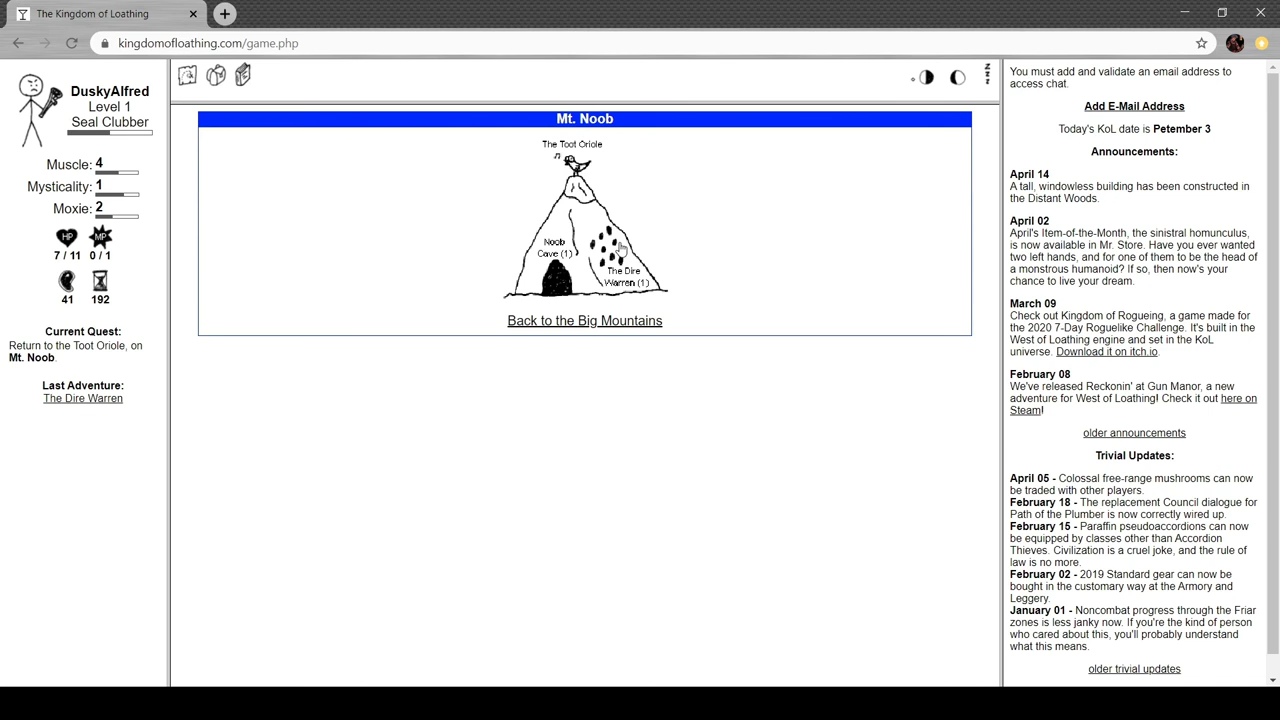 The Kingdom of Loathing
kingdomofloathing.com/game.php
DuskyAlfred
Level 1
Seal Clubber
Muscle: 4
Mysticality: 1
Moxie: 2
HP
MP
7 / 11
0 / 1
41
192
Current Quest:
Return to the Toot Oriole, on
Mt. Noob.
Last Adventure:
The Dire Warren
Z
Z
Z
Mt. Noob
The Toot Oriole
Noob
Cave (1)
The Dire
Warren (1)
Back to the Big Mountains
You must add and validate an email address to
access chat.
Add E-Mail Address
Today's KoL date is Petember 3
Announcements:
April 14
A tall, windowless building has been constructed in
the Distant Woods.
April 02
April's Item-of-the-Month, the sinistral homunculus,
is now available in Mr. Store. Have you ever wanted
two left hands, and for one of them to be the head of
a monstrous humanoid? If so, then now's your
chance to live your dream.
March 09
Check out Kingdom of Rogueing, a game made for
the 2020 7-Day Roguelike Challenge. It's built in the
West of Loathing engine and set in the KoL
universe. Download it on itch.io.
February 08
We've released Reckonin' at Gun Manor, a new
adventure for West of Loathing! Check it out here on
Steam!
older announcements
Trivial Updates:
April 05 - Colossal free-range mushrooms can now
be traded with other players.
February 18 - The replacement Council dialogue for
Path of the Plumber is now correctly wired up.
February 15 - Paraffin pseudoaccordions can now
be equipped by classes other than Accordion
Thieves. Civilization is a cruel joke, and the rule of
law is no more.
February 02 - 2019 Standard gear can now be
bought in the customary way at the Armory and
Leggery.
January 01 - Noncombat progress through the Friar
zones is less janky now. If you're the kind of person
who cared about this, you'll probably understand
what this means.
older trivial updates